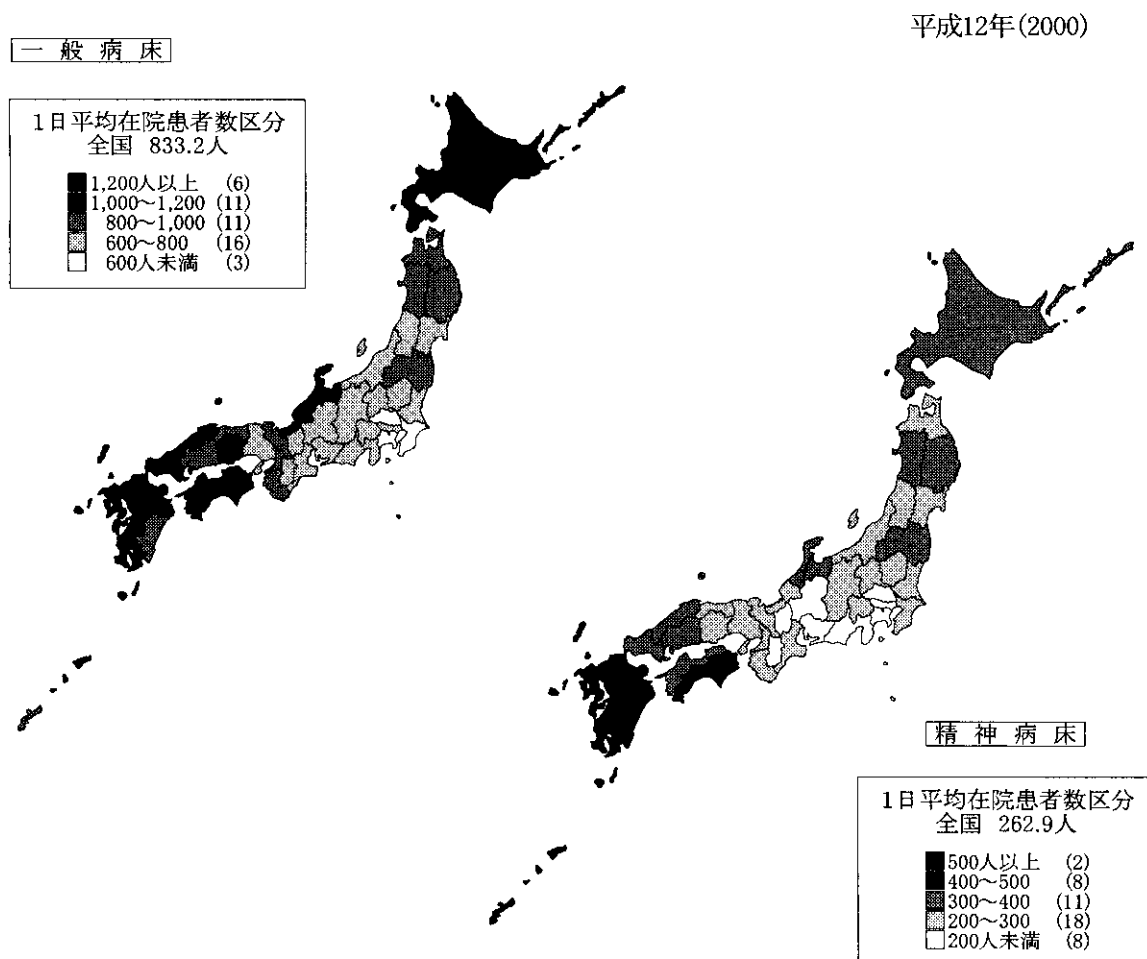 平成12年(2000)
一般病床
1日平均在院患者数区分
全国 833.2人
1,200人以上 (6)
1,000～1,200 (11)
800～1,000 (11)
600～800 (16)
600人未満 (3)
精神病床
1日平均在院患者数区分
全国 262.9人
500人以上 (2)
400～500 (8)
300～400 (11)
200～300 (18)
200人未満 (8)